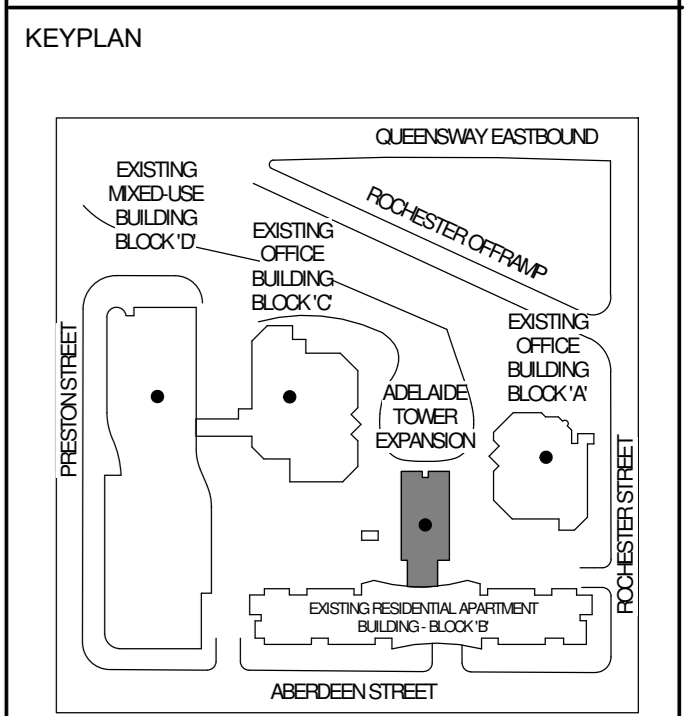 KEYPLAN
QUEENSWAY EASTBOUND
EXISTING
MIXED-USE
BUILDING
BLOCK 'D'
ROCHESTER OFFRAMP
EXISTING
OFFICE
BUILDING
BLOCK 'C'
EXISTING
OFFICE
BUILDING
BLOCK 'A'
PRESTON STREET
ADELAIDE
TOWER
EXPANSION
ROCHESTER STREET
EXISTING RESIDENTIAL APARTMENT
BUILDING - BLOCK 'B'
ABERDEEN STREET